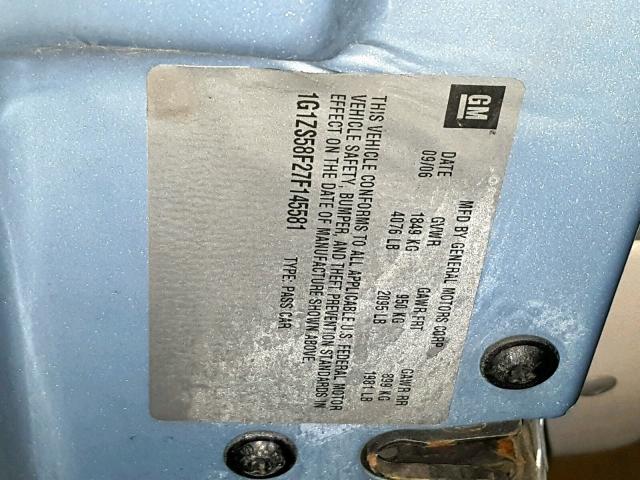 GM
MFD BY GENERAL MOTORS CORP
DATE GVWR GAWR FRT GAWR RR
09/06 1849 KG 950 KG 899 KG
4076 LB 2095 LB 1981 LB
THIS VEHICLE CONFORMS TO ALL APPLICABLE U.S. FEDERAL MOTOR
VEHICLE SAFETY, BUMPER, AND THEFT PREVENTION STANDARDS IN
EFFECT ON THE DATE OF MANUFACTURE SHOWN ABOVE.
1G1ZS58F27F145581 TYPE: PASS CAR